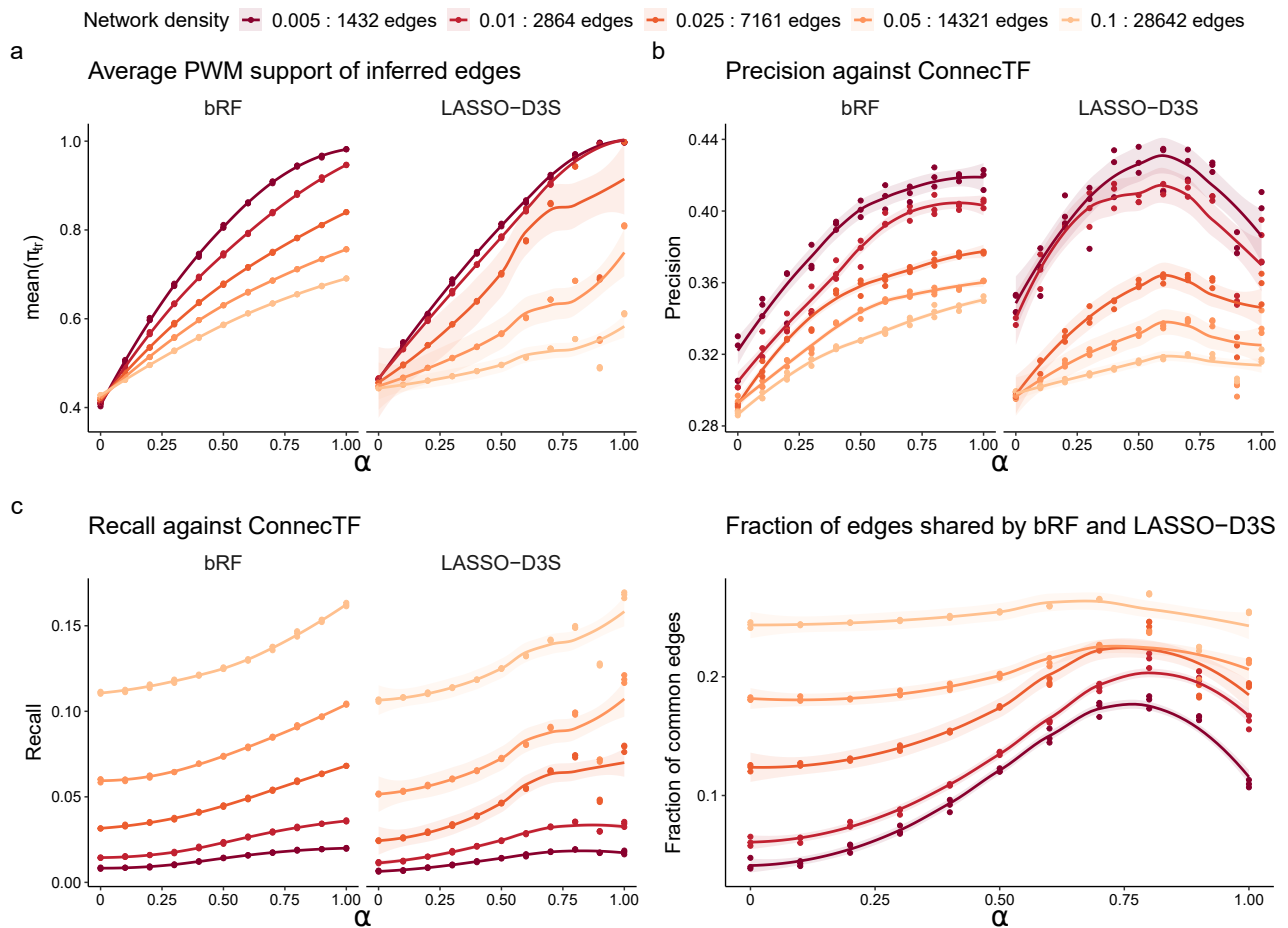 Network density 0.005 : 1432 edges 0.01 : 2864 edges 0.025 : 7161 edges 0.05 : 14321 edges 0.1 : 28642 edges
a
Average PWM support of inferred edges
bRF LASSO−D3S
mean(π_tr)
1.0
0.8
0.6
0.4
0 0.25 0.50 0.75 1.00 0 0.25 0.50 0.75 1.00
α
b
Precision against ConnecTF
bRF LASSO−D3S
Precision
0.44
0.40
0.36
0.32
0.28
0 0.25 0.50 0.75 1.00 0 0.25 0.50 0.75 1.00
α
c
Recall against ConnecTF
bRF LASSO−D3S
Recall
0.15
0.10
0.05
0.00
0 0.25 0.50 0.75 1.00 0 0.25 0.50 0.75 1.00
α
Fraction of edges shared by bRF and LASSO−D3S
Fraction of common edges
0.2
0.1
0 0.25 0.50 0.75 1.00
α